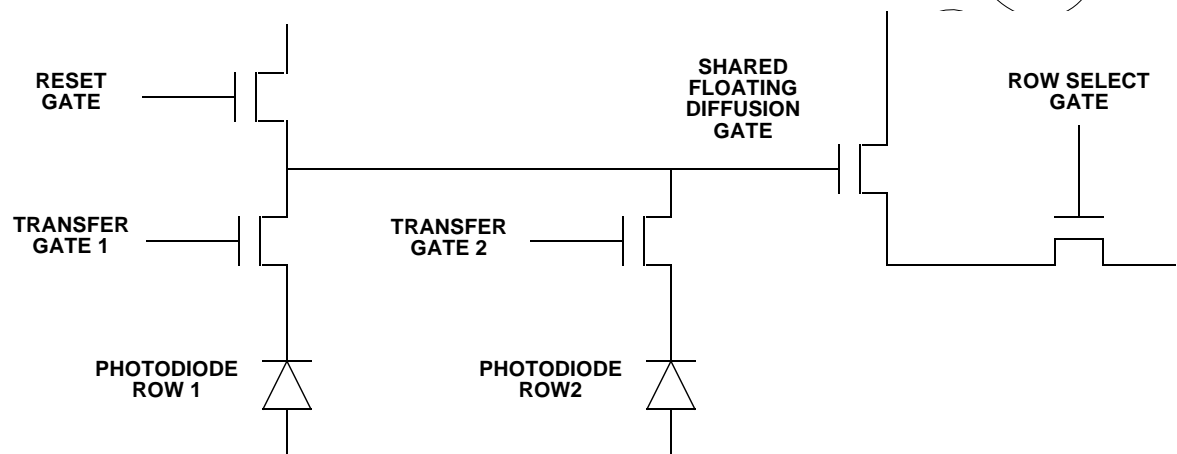 RESET
GATE
SHARED
FLOATING
DIFFUSION
GATE
ROW SELECT
GATE
TRANSFER
GATE 1
TRANSFER
GATE 2
PHOTODIODE
ROW 1
PHOTODIODE
ROW2